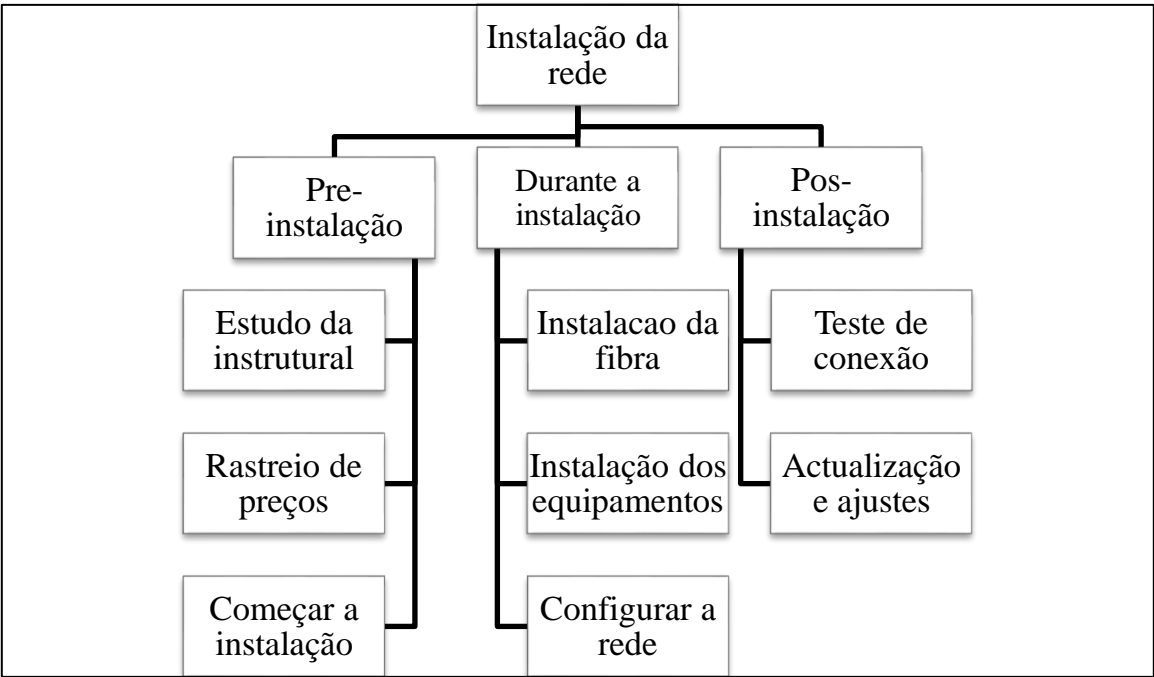 Instalação da
rede
Pre-
instalação
Durante a
instalação
Pos-
instalação
Estudo da
instrutural
Instalacao da
fibra
Teste de
conexão
Rastreio de
preços
Instalação dos
equipamentos
Actualização
e ajustes
Começar a
instalação
Configurar a
rede